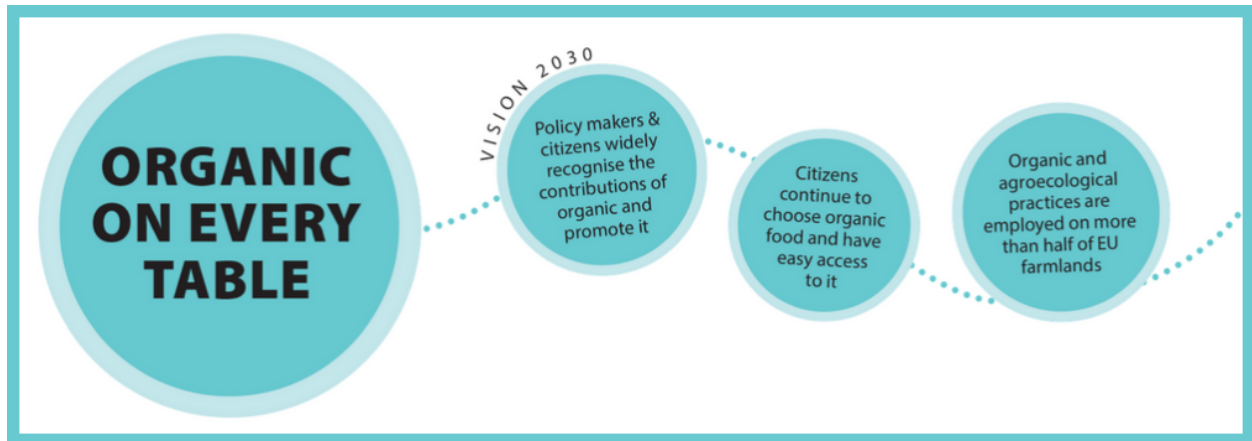 ORGANIC
ON EVERY
TABLE
VISION 2030
Policy makers &
citizens widely
recognise the
contributions of
organic and
promote it
Citizens
continue to
choose organic
food and have
easy access
to it
Organic and
agroecological
practices are
employed on more
than half of EU
farmlands